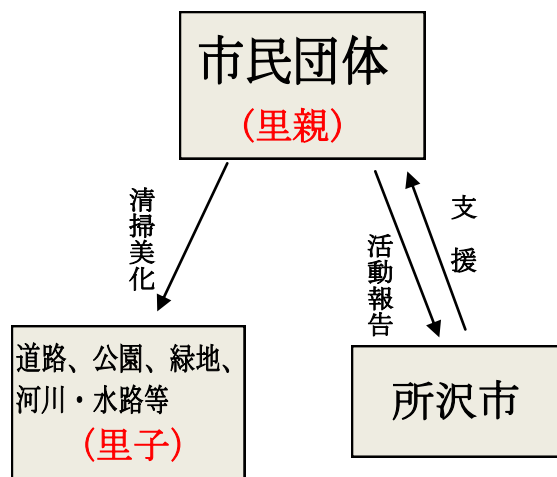 市民団体
(里親)
清掃美化
活動報告
支援
道路、公園、緑地、
河川・水路等
(里子)
所沢市